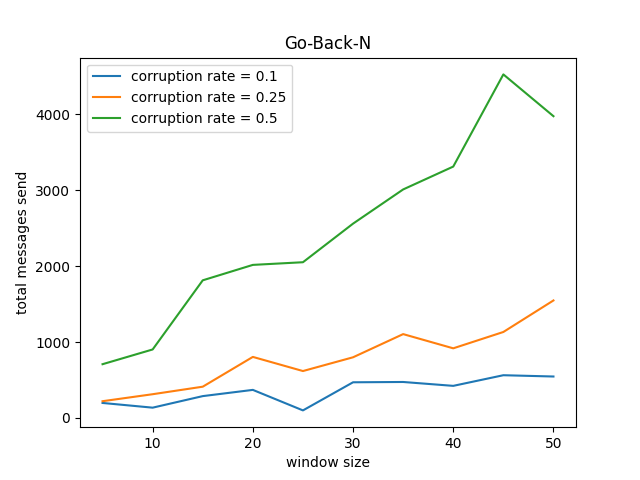 Go-Back-N
corruption rate = 0.1
corruption rate = 0.25
corruption rate = 0.5
total messages send
4000
3000
2000
1000
0
10 20 30 40 50
window size